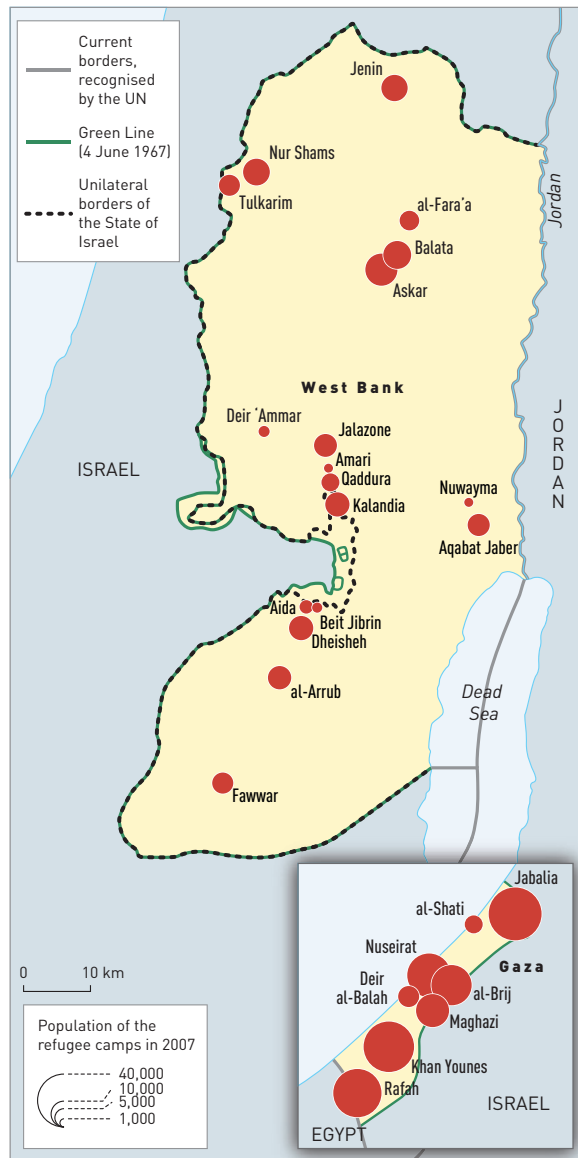 Current
borders,
recognised
by the UN
Green Line
(4 June 1967)
Unilateral
borders of
the State of
Israel
Jenin
Nur Shams
Tulkarim
al-Fara'a
Balata
Askar
Jordan
West Bank
Deir 'Ammar
Jalazone
Amari
Qaddura
Kalandia
ISRAEL
JORDAN
Nuwayma
Aqabat Jaber
Aida
Beit Jibrin
Dheisheh
al-Arrub
Dead
Sea
Fawwar
Jabalia
al-Shati
Nuseirat
Gaza
Deir
al-Balah
al-Brij
Maghazi
Khan Younes
Rafah
ISRAEL
EGYPT
0 10 km
Population of the
refugee camps in 2007
40,000
10,000
5,000
1,000